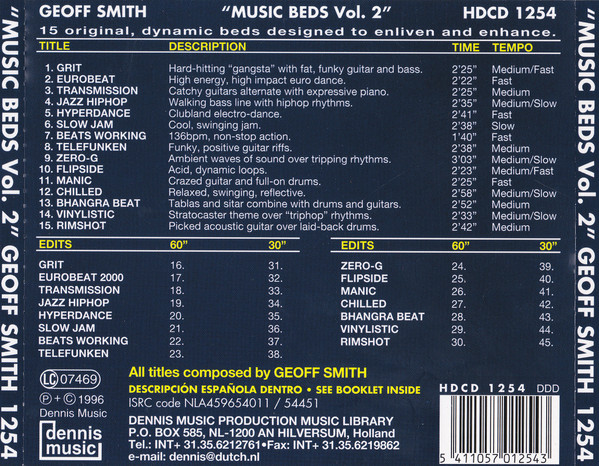 GEOFF SMITH "MUSIC BEDS Vol. 2" HDCD 1254
15 original, dynamic beds designed to enliven and enhance.
TITLE DESCRIPTION TIME TEMPO
1. GRIT Hard-hitting "gangsta" with fat, funky guitar and bass. 2'25" Medium/Fast
2. EUROBEAT High energy, high impact euro dance. 2'22" Fast
3. TRANSMISSION Catchy guitars alternate with expressive piano. 2'25" Medium
4. JAZZ HIPHOP Walking bass line with hiphop rhythms. 2'35" Medium/Slow
5. HYPERDANCE Clubland electro-dance. 2'41" Fast
6. SLOW JAM Cool, swinging jam. 2'38" Slow
7. BEATS WORKING 136bpm, non-stop action. 1'40" Fast
8. TELEFUNKEN Funky, positive guitar riffs. 2'38" Medium
9. ZERO-G Ambient waves of sound over tripping rhythms. 3'03" Medium/Slow
10. FLIPSIDE Acid, dynamic loops. 2'23" Medium/Fast
11. MANIC Crazed guitar and full-on drums. 2'25" Fast
12. CHILLED Relaxed, swinging, reflective. 2'58" Medium/Slow
13. BHANGRA BEAT Tablas and sitar combine with drums and guitars. 2'52" Medium
14. VINYLISTIC Stratocaster theme over "triphop" rhythms. 2'33" Medium/Slow
15. RIMSHOT Picked acoustic guitar over laid-back drums. 2'42" Medium
EDITS 60" 30" EDITS 60" 30"
GRIT 16. 31. ZERO-G 24. 39.
EUROBEAT 2000 17. 32. FLIPSIDE 25. 40.
TRANSMISSION 18. 33. MANIC 26. 41.
JAZZ HIPHOP 19. 34. CHILLED 27. 42.
HYPERDANCE 20. 35. BHANGRA BEAT 28. 43.
SLOW JAM 21. 36. VINYLISTIC 29. 44.
BEATS WORKING 22. 37. RIMSHOT 30. 45.
TELEFUNKEN 23. 38.
All titles composed by GEOFF SMITH
DESCRIPCIÓN ESPAÑOLA DENTRO • SEE BOOKLET INSIDE
ISRC code NLA459654011 / 54451
LC 07469
Ⓟ + © 1996
Dennis Music
dennis
music
DENNIS MUSIC PRODUCTION MUSIC LIBRARY
P.O. BOX 585, NL-1200 AN HILVERSUM, Holland
Tel.: INT+ 31.35.6212761•Fax: INT+ 31.35.6219862
e-mail: dennis@dutch.nl
HDCD 1254 DDD
5 411057 012543
"MUSIC BEDS Vol. 2" GEOFF SMITH 1254
"MUSIC BEDS Vol. 2" GEOFF SMITH 1254